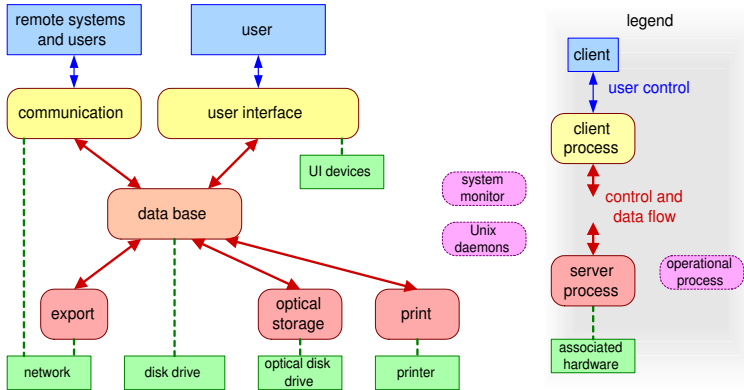 remote systems
and users
user
communication
user interface
UI devices
data base
system
monitor
Unix
daemons
export
optical
storage
print
network
disk drive
optical disk
drive
printer
legend
client
user control
client
process
control and
data flow
server
process
operational
process
associated
hardware